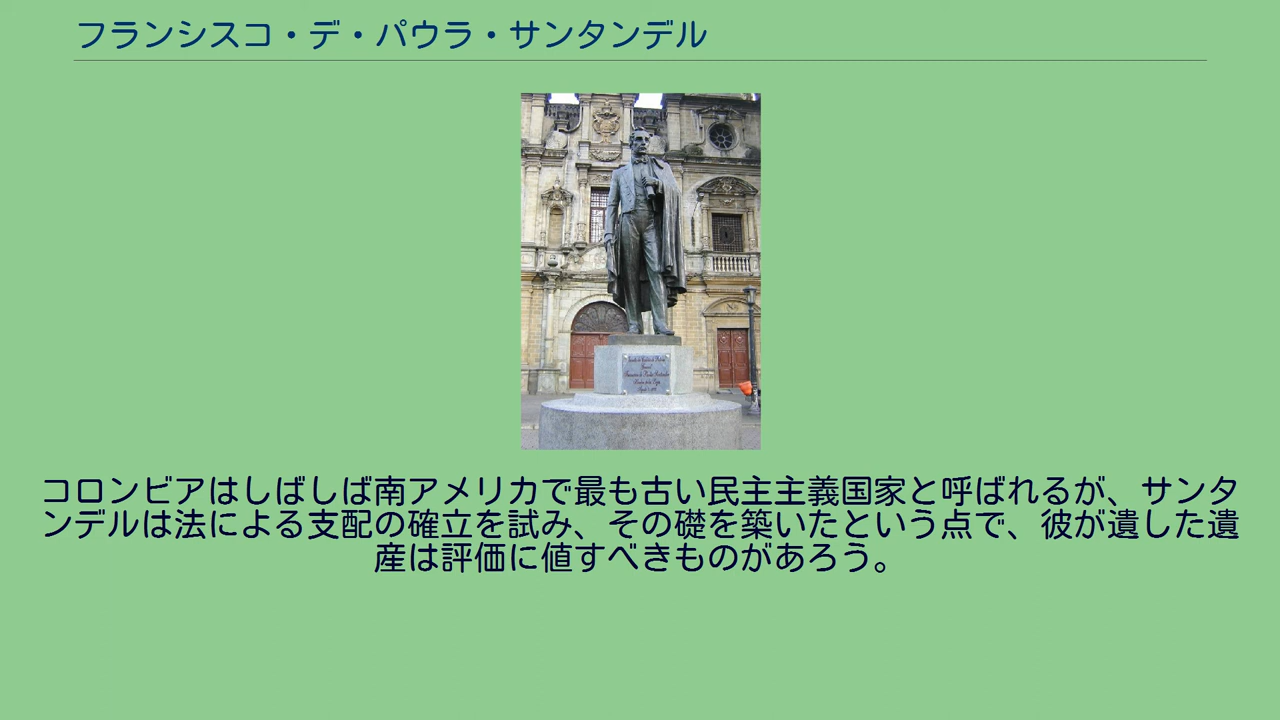 フランシスコ・デ・パウラ・サンタンデル
コロンビアはしばしば南アメリカで最も古い民主主義国家と呼ばれるが、サンタ
ンデルは法による支配の確立を試み、その礎を築いたという点で、彼が遺した遺
産は評価に値すべきものがあろう。